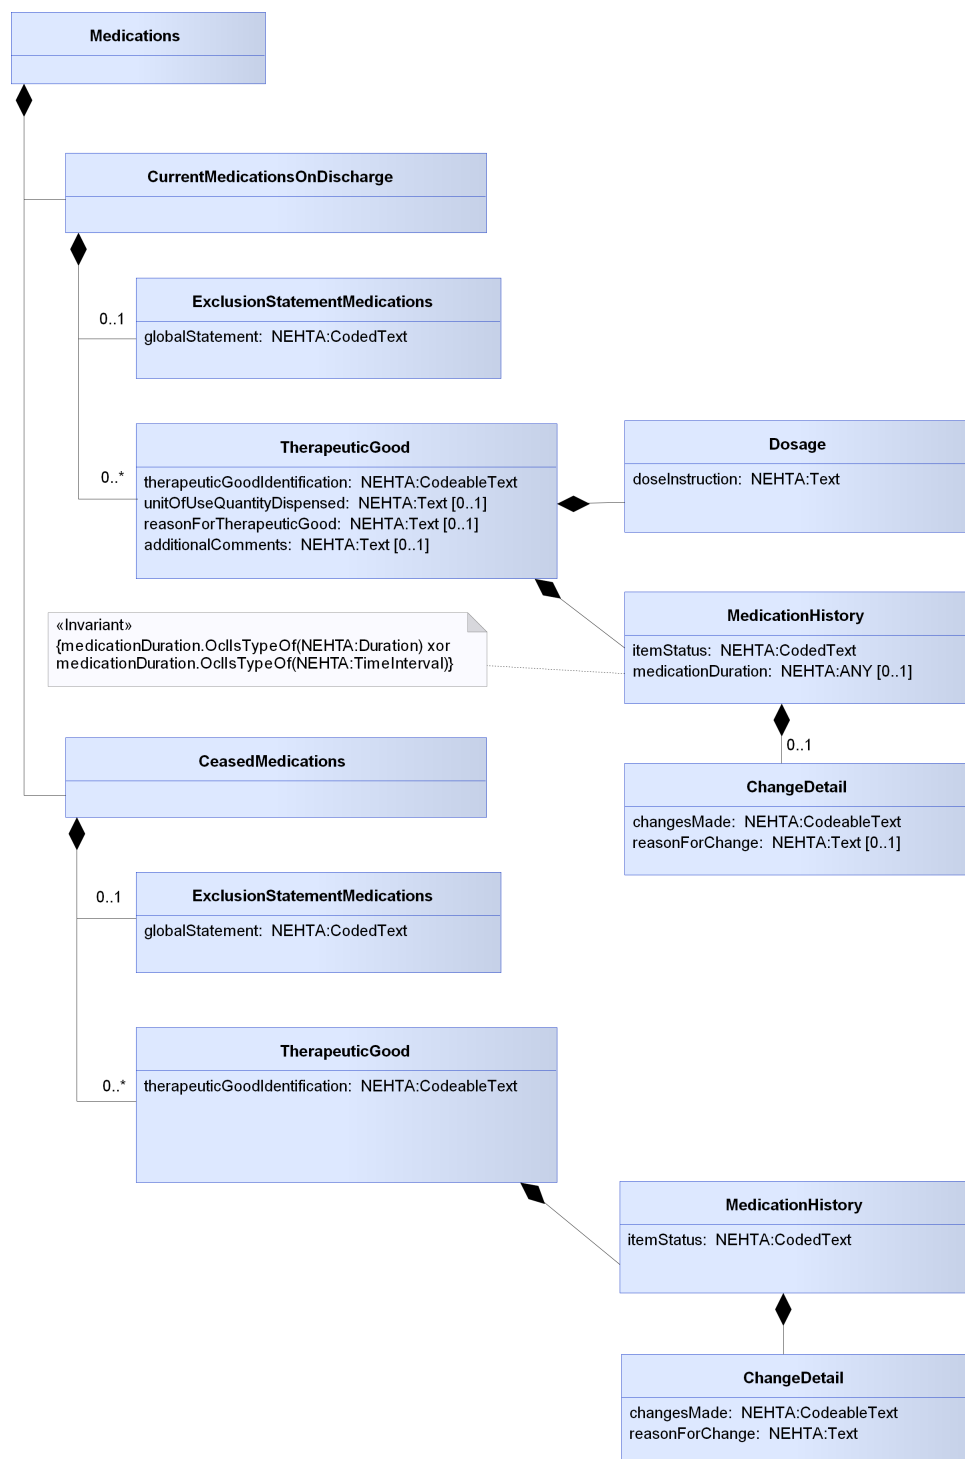 Medications
CurrentMedicationsOnDischarge
ExclusionStatementMedications
0..1
globalStatement: NEHTA:CodedText
TherapeuticGood
0..*
therapeuticGoodIdentification: NEHTA:CodeableText
unitOfUseQuantityDispensed: NEHTA:Text [0..1]
reasonForTherapeuticGood: NEHTA:Text [0..1]
additionalComments: NEHTA:Text [0..1]
Dosage
doseInstruction: NEHTA:Text
MedicationHistory
itemStatus: NEHTA:CodedText
medicationDuration: NEHTA:ANY [0..1]
«Invariant»
{medicationDuration.OclIsTypeOf(NEHTA:Duration) xor
medicationDuration.OclIsTypeOf(NEHTA:TimeInterval)}
0..1
ChangeDetail
changesMade: NEHTA:CodeableText
reasonForChange: NEHTA:Text [0..1]
CeasedMedications
ExclusionStatementMedications
0..1
globalStatement: NEHTA:CodedText
TherapeuticGood
0..*
therapeuticGoodIdentification: NEHTA:CodeableText
MedicationHistory
itemStatus: NEHTA:CodedText
ChangeDetail
changesMade: NEHTA:CodeableText
reasonForChange: NEHTA:Text